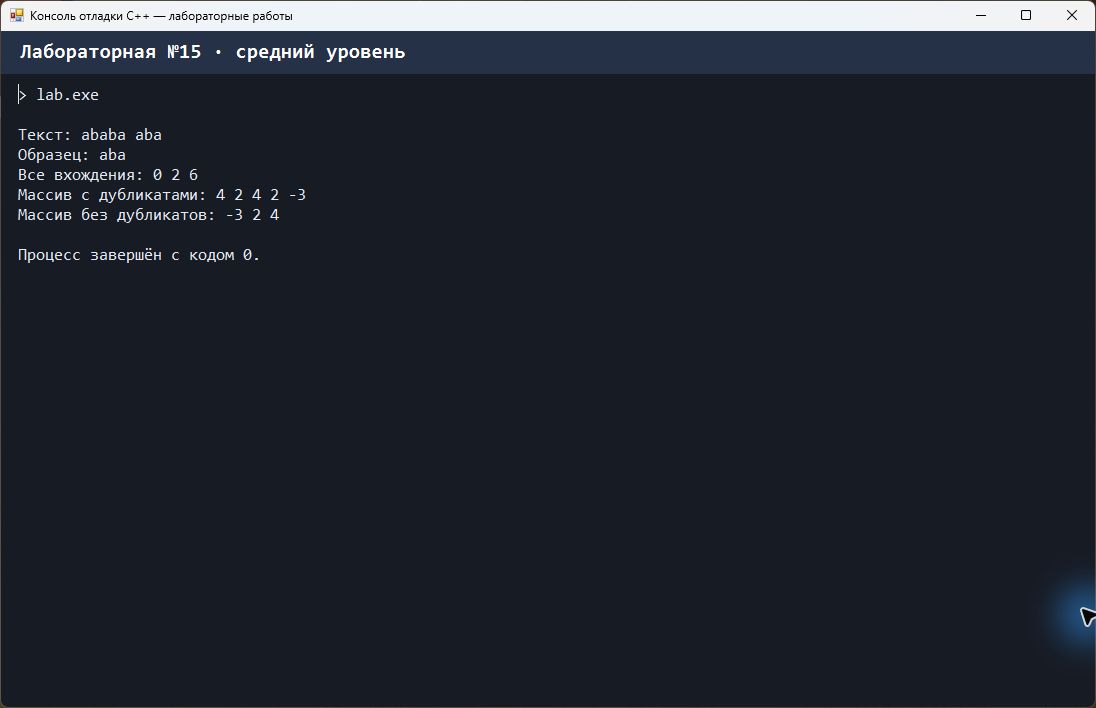 Консоль отладки C++ — лабораторные работы
Лабораторная №15 · средний уровень
> lab.exe
Текст: ababa aba
Образец: aba
Все вхождения: 0 2 6
Массив с дубликатами: 4 2 4 2 -3
Массив без дубликатов: -3 2 4
Процесс завершён с кодом 0.